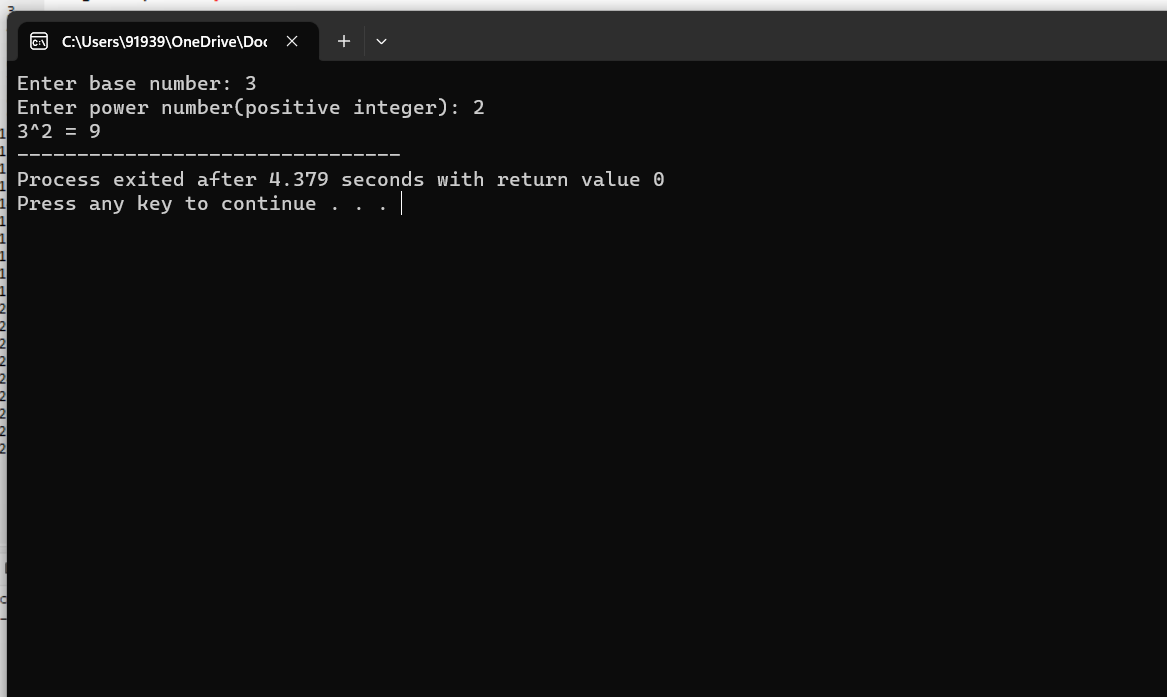 C:\Users\91939\OneDrive\Doc
Enter base number: 3
Enter power number(positive integer): 2
3^2 = 9
--------------------------------
Process exited after 4.379 seconds with return value 0
Press any key to continue . . .